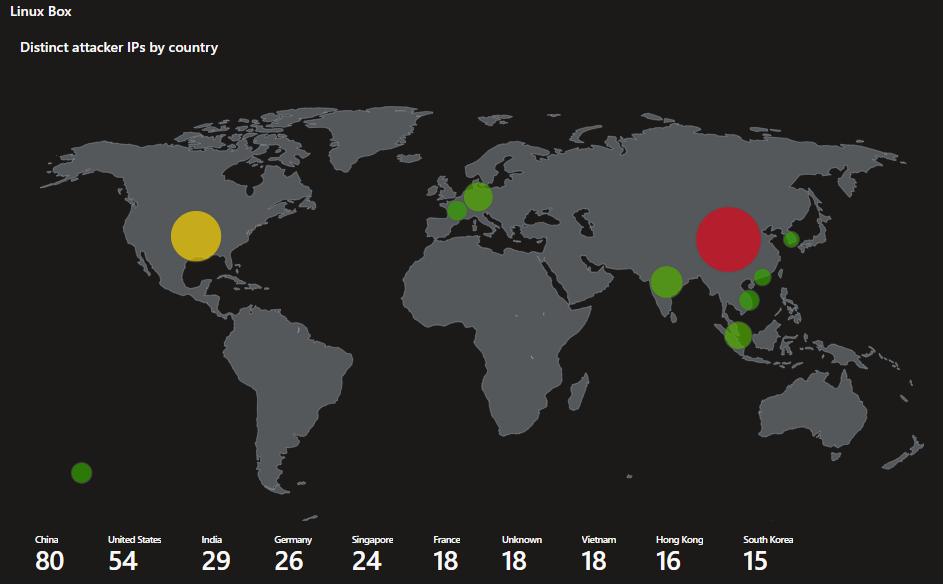 Linux Box
Distinct attacker IPs by country
China United States India Germany Singapore France Unknown Vietnam Hong Kong South Korea
80 54 29 26 24 18 18 18 16 15